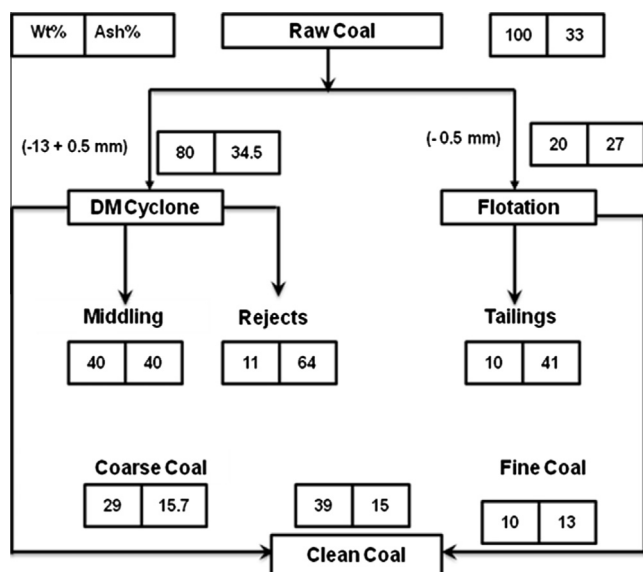 Wt% Ash% Raw Coal 100 33
(-13 + 0.5 mm) 80 34.5 (- 0.5 mm) 20 27
DM Cyclone Flotation
Middling Rejects Tailings
40 40 11 64 10 41
Coarse Coal Fine Coal
29 15.7 39 15 10 13
Clean Coal